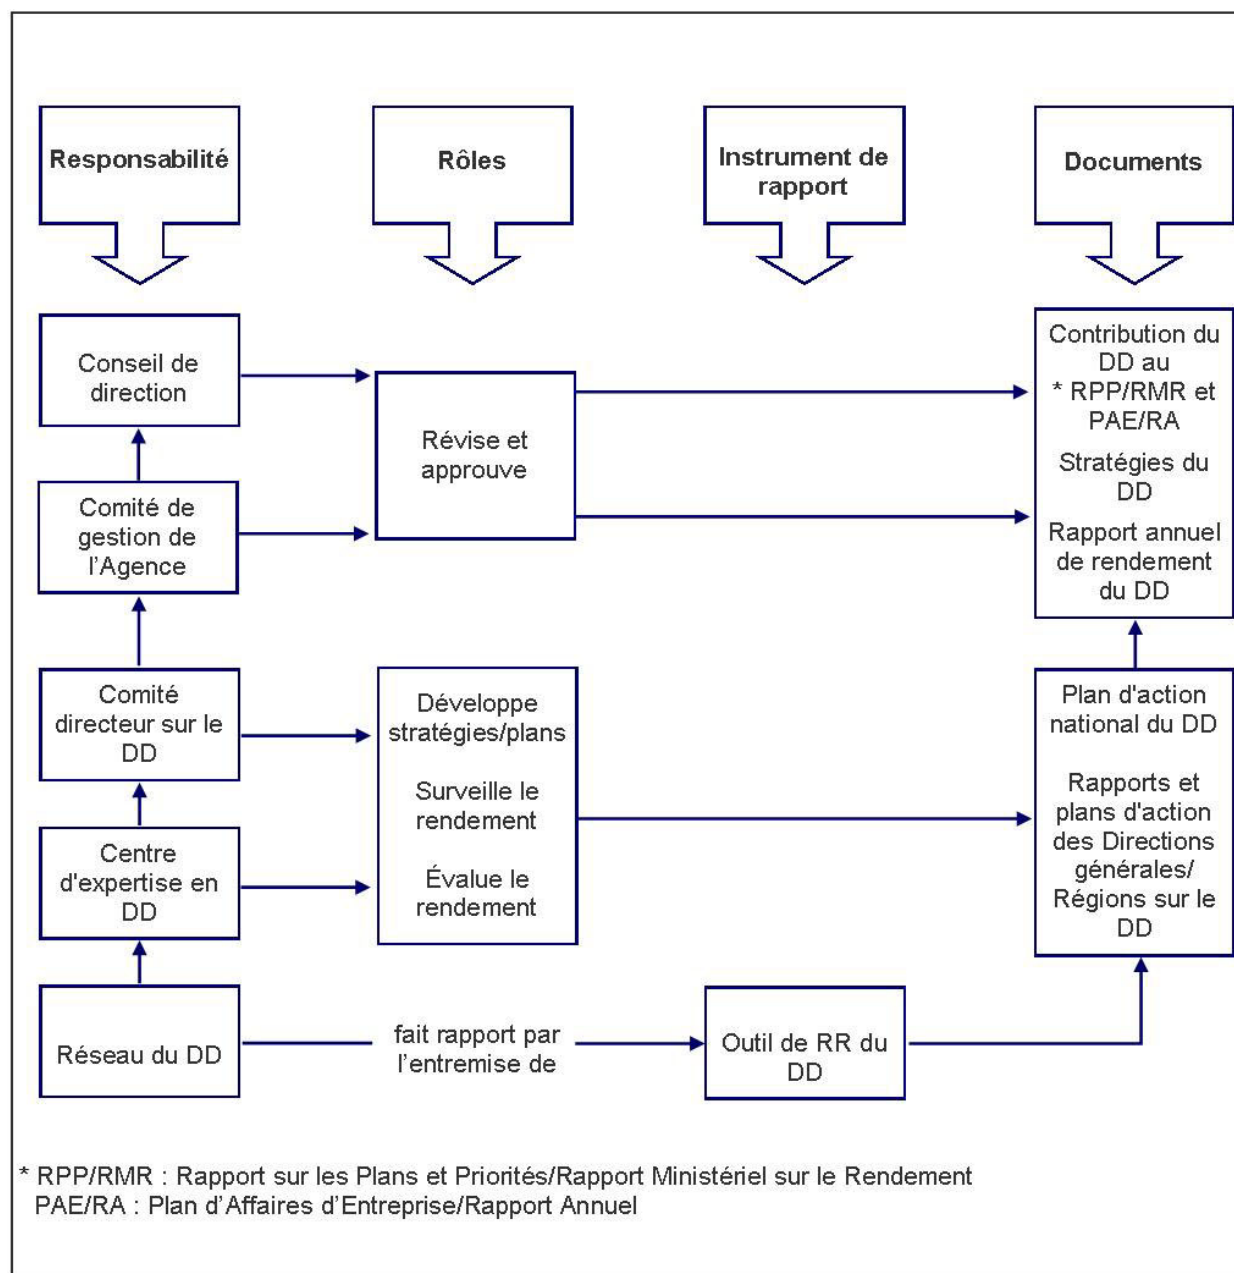 Responsabilité
Rôles
Instrument de
rapport
Documents
Conseil de
direction
Révise et
approuve
Contribution du
DD au
* RPP/RMR et
PAE/RA
Stratégies du
DD
Rapport annuel
de rendement
du DD
Comité de
gestion de
l'Agence
Comité
directeur sur le
DD
Développe
stratégies/plans
Surveille le
rendement
Évalue le
rendement
Plan d'action
national du DD
Rapports et
plans d'action
des Directions
générales/
Régions sur le
DD
Centre
d'expertise en
DD
Réseau du DD
fait rapport par
l'entremise de
Outil de RR du
DD
* RPP/RMR : Rapport sur les Plans et Priorités/Rapport Ministériel sur le Rendement
PAE/RA : Plan d'Affaires d'Entreprise/Rapport Annuel